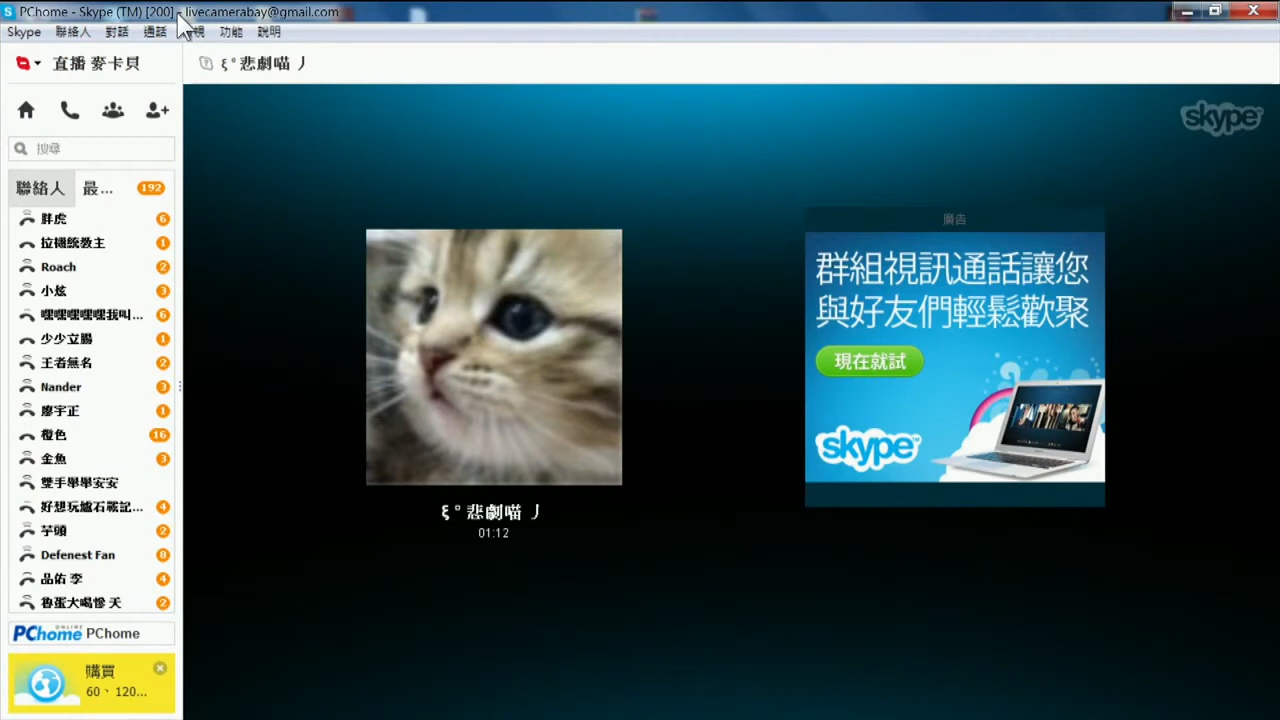 PChome - Skype (TM) [200] - livecamerabay@gmail.com
Skype 聯絡人 對話 通話 視 功能 說明
直播 麥卡貝
ξ° 悲劇喵 ⼃
skype
搜尋
聯絡人 最... 192
胖虎 6
拉機統教主 1
Roach 2
小炫 3
嘿嘿嘿嘿嘿我叫... 6
少少立鵬 1
王者無名 2
Nander 3
廖宇正 1
橙色 16
金魚 3
雙手舉舉安安
好想玩爐石戰記... 4
芋頭 2
Defenest Fan 8
品佑 李 4
魯蛋大喝慘 天 2
PChome ONLINE PChome
購買
60、120...
ξ° 悲劇喵 ⼃
01:12
廣告
群組視訊通話讓您
與好友們輕鬆歡聚
現在就試
skype